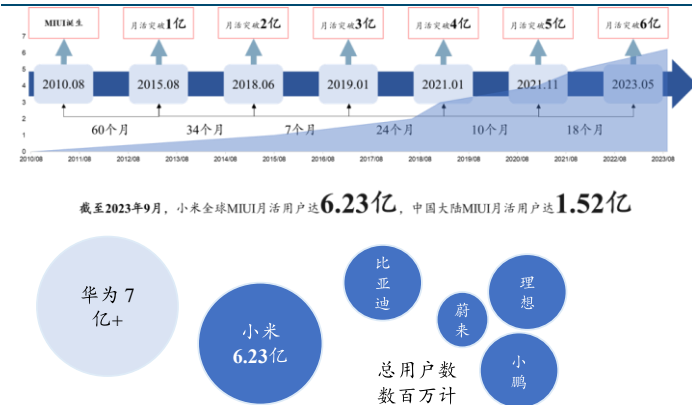 MIUI诞生
月活突破1亿
月活突破2亿
月活突破3亿
月活突破4亿
月活突破5亿
月活突破6亿
7
6
5
4
3
2
1
0
2010.08
2015.08
2018.06
2019.01
2021.01
2021.11
2023.05
60个月
34个月
7个月
24个月
10个月
18个月
2010/08
2011/08
2012/08
2013/08
2014/08
2015/08
2016/08
2017/08
2018/08
2019/08
2020/08
2021/08
2022/08
2023/08
截至2023年9月，小米全球MIUI月活用户达6.23亿，中国大陆MIUI月活用户达1.52亿
华为 7
亿+
小米
6.23亿
比
亚
迪
蔚
来
理
想
小
鹏
总用户数
数百万计